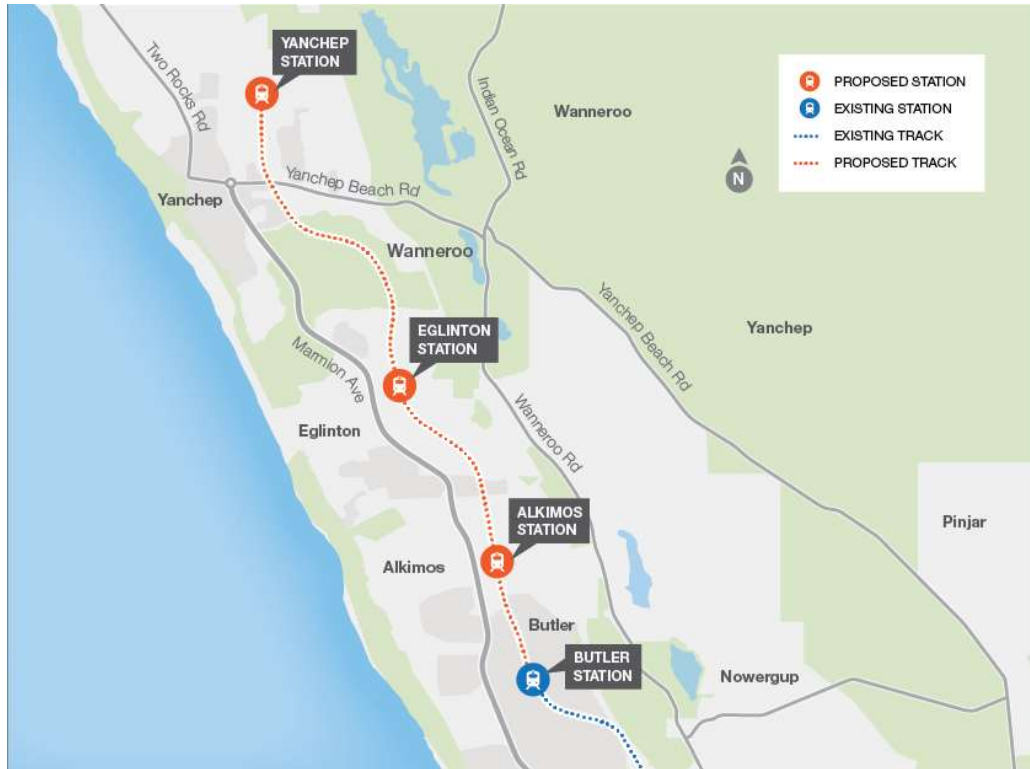 YANCHEP
STATION
Two Rocks Rd
Indian Ocean Rd
Wanneroo
PROPOSED STATION
EXISTING STATION
EXISTING TRACK
PROPOSED TRACK
N
Yanchep Beach Rd
Yanchep
Wanneroo
Yanchep Beach Rd
Yanchep
EGLINTON
STATION
Marmion Ave
Eglinton
Wanneroo Rd
ALKIMOS
STATION
Pinjar
Alkimos
Butler
BUTLER
STATION
Nowergup